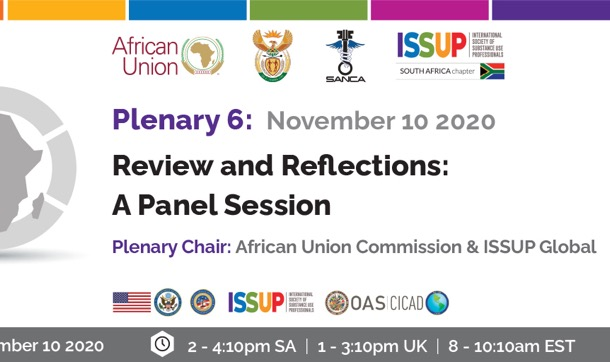 African
Union
SANCA
ISSUP
INTERNATIONAL
SOCIETY OF
SUBSTANCE USE
PROFESSIONALS
SOUTH AFRICA chapter
Plenary 6: November 10 2020
Review and Reflections:
A Panel Session
Plenary Chair: African Union Commission & ISSUP Global
ISSUP
INTERNATIONAL
SOCIETY OF
SUBSTANCE USE
PROFESSIONALS
OAS | CICAD
mber 10 2020
2 - 4:10pm SA | 1 - 3:10pm UK | 8 - 10:10am EST